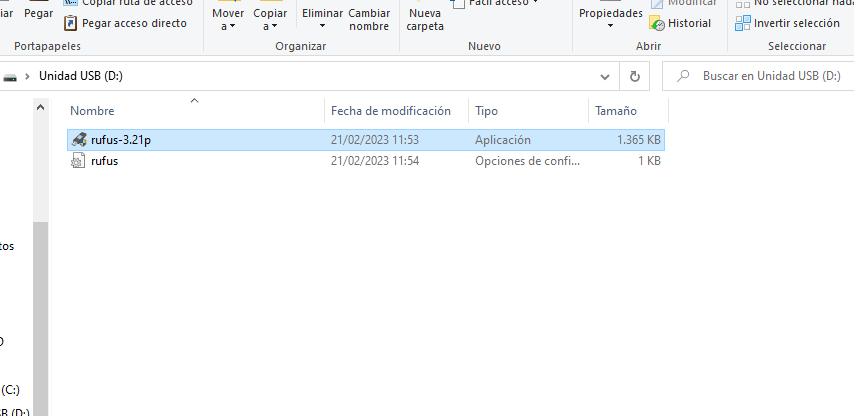 Copiar ruta de acceso
Pegar
Pegar acceso directo
Portapapeles
Mover a
Copiar a
Eliminar
Cambiar nombre
Organizar
Nueva carpeta
Fácil acceso
Nuevo
Propiedades
Modificar
Historial
Abrir
No seleccionar nada
Invertir selección
Seleccionar
Unidad USB (D:)
Buscar en Unidad USB (D:)
Nombre Fecha de modificación Tipo Tamaño
rufus-3.21p 21/02/2023 11:53 Aplicación 1.365 KB
rufus 21/02/2023 11:54 Opciones de confi... 1 KB
tos
(C:)
B (D:)